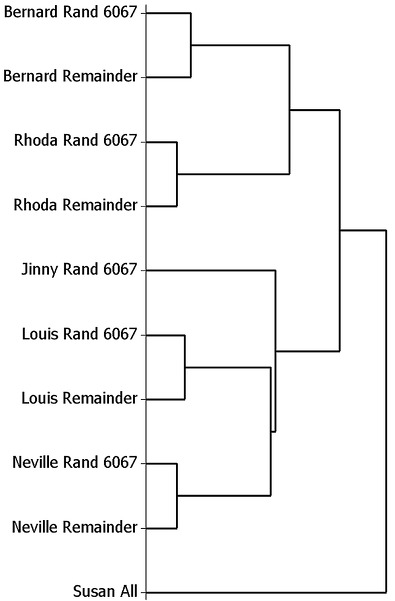 Bernard Rand 6067
Bernard Remainder
Rhoda Rand 6067
Rhoda Remainder
Jinny Rand 6067
Louis Rand 6067
Louis Remainder
Neville Rand 6067
Neville Remainder
Susan All